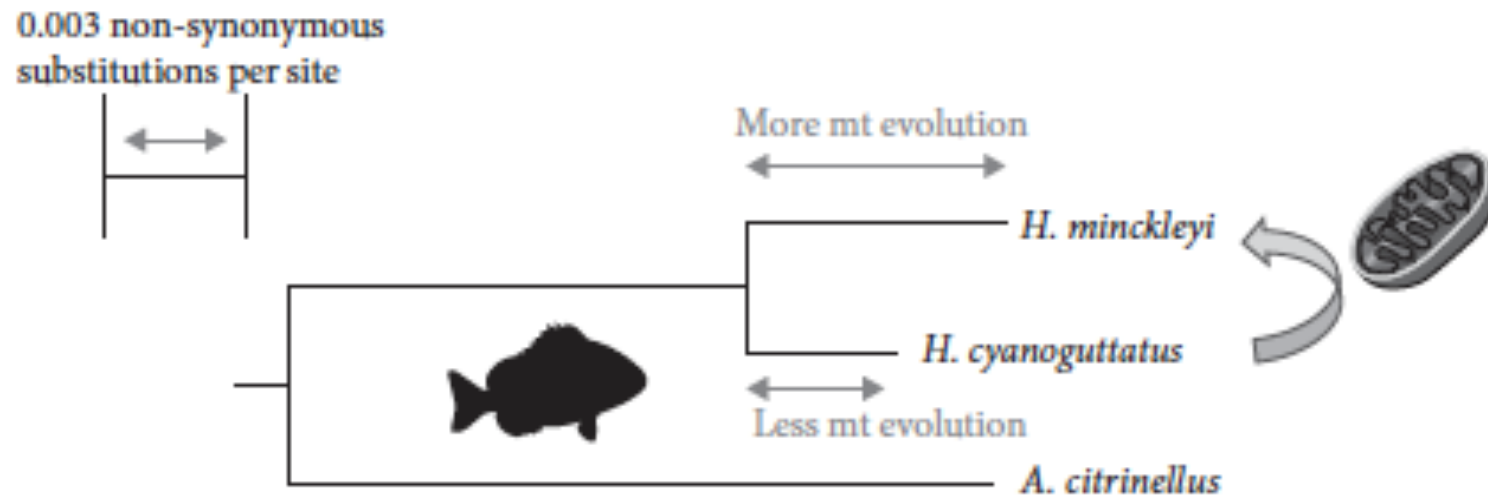 0.003 non-synonymous
substitutions per site
More mt evolution
H. minckleyi
H. cyanoguttatus
Less mt evolution
A. citrinellus